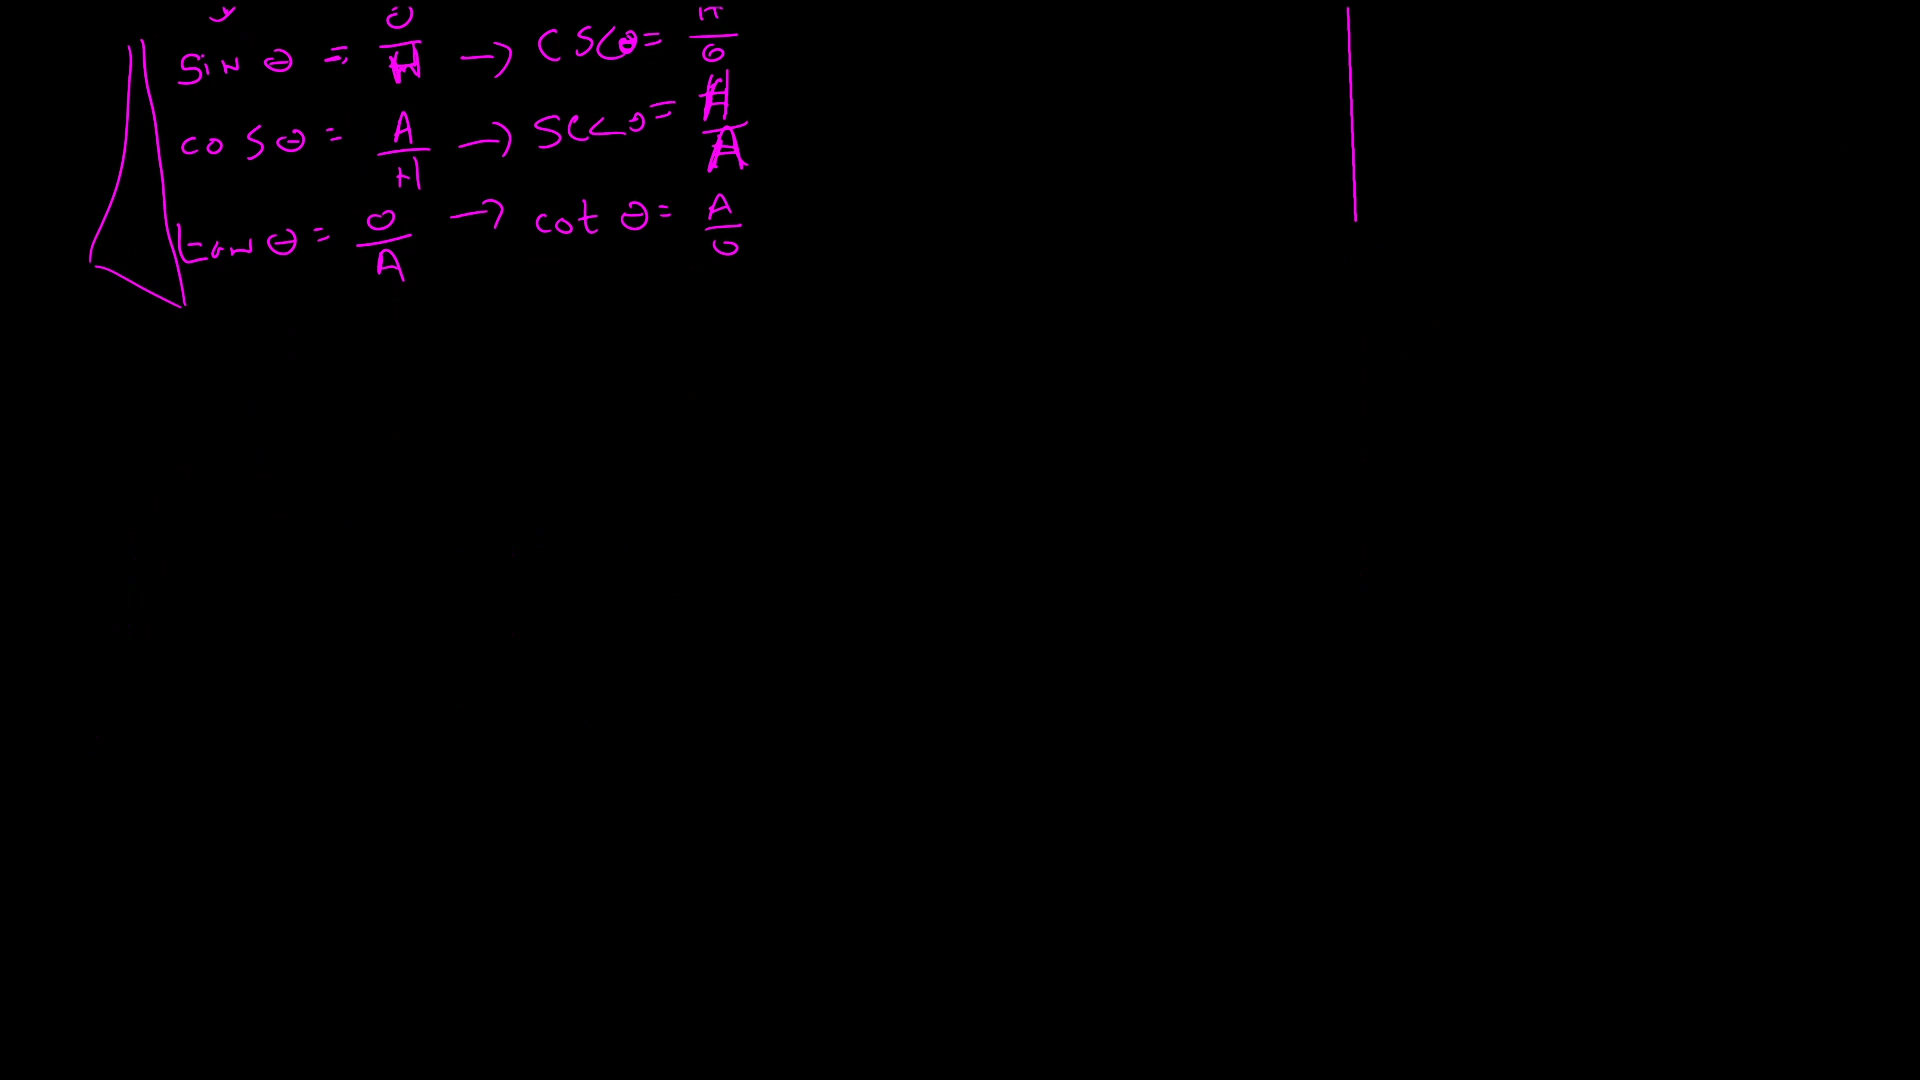 sin θ = O/H → csc θ = H/O
cos θ = A/H → sec θ = H/A
tan θ = O/A → cot θ = A/O